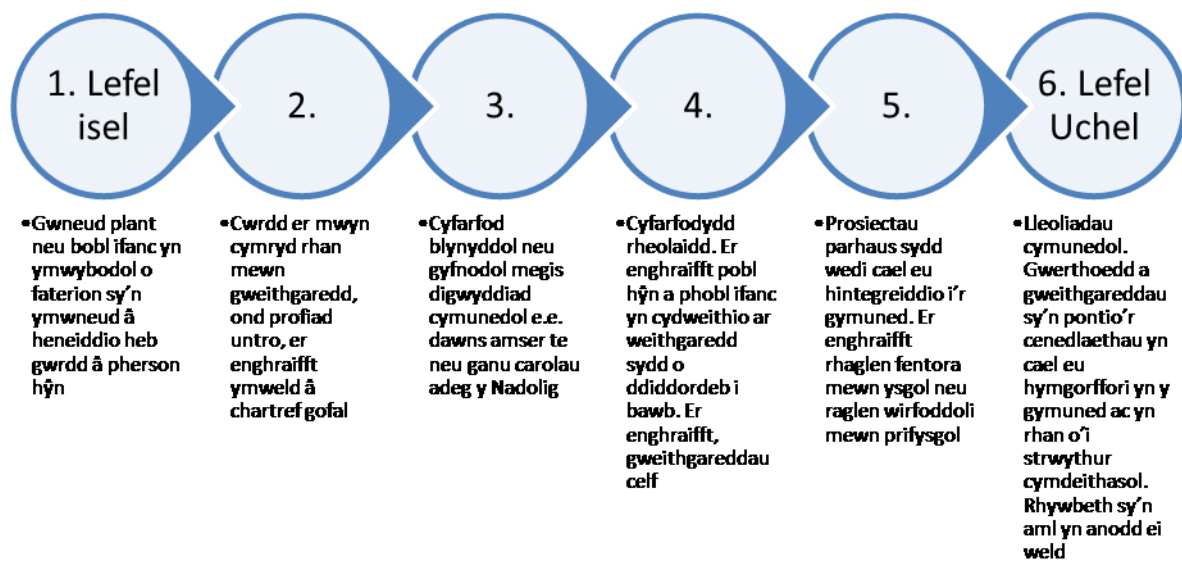 1. Lefel
isel
2.
3.
4.
5.
6. Lefel
Uchel
•Gwneud plant
neu bobl ifanc yn
ymwybodol o
faterion sy'n
ymwneud â
heneiddio heb
gwrdd â pherson
hŷn
•Cwrdd er mwyn
cymryd rhan
mewn
gweithgaredd,
ond profiad
untro, er
enghraifft
ymweld â
chartref gofal
•Cyfarfod
blynyddol neu
gyfnodol megis
digwyddiad
cymunedol e.e.
dawns amser te
neu ganu carolau
adeg y Nadolig
•Cyfarfodydd
rheolaidd. Er
enghraifft pobl
hŷn a phobl ifanc
yn cydweithio ar
weithgaredd
sydd o
ddiddordeb i
bawb. Er
enghraifft,
gweithgareddau
celf
•Prosiectau
parhaus sydd
wedi cael eu
hintegreiddio i'r
gymuned. Er
enghraifft
rhaglen fentora
mewn ysgol neu
raglen wirfoddoli
mewn prifysgol
•Lleoliadau
cymunedol.
Gwerthoedd a
gweithgareddau
sy'n pontio'r
cenedlaethau yn
cael eu
hymgorffori yn y
gymuned ac yn
rhan o'i
strwythur
cymdeithasol.
Rhywbeth sy'n
aml yn anodd ei
weld